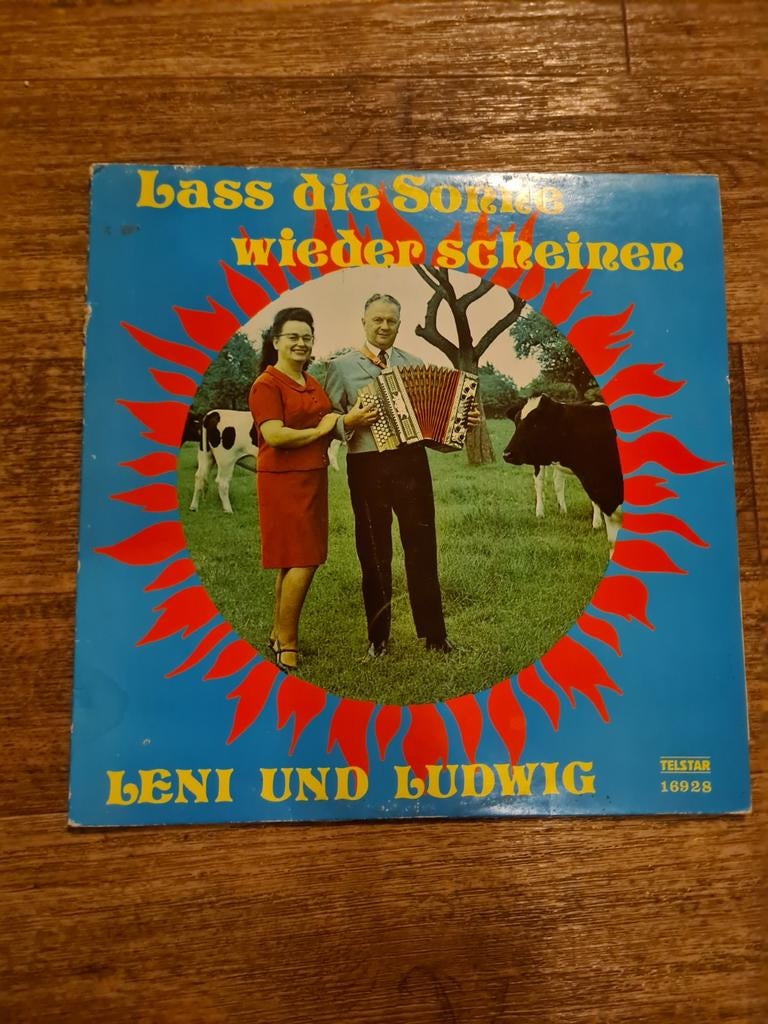 Lass die Sonne
wieder scheinen
LENI UND LUDWIG
TELSTAR
16928